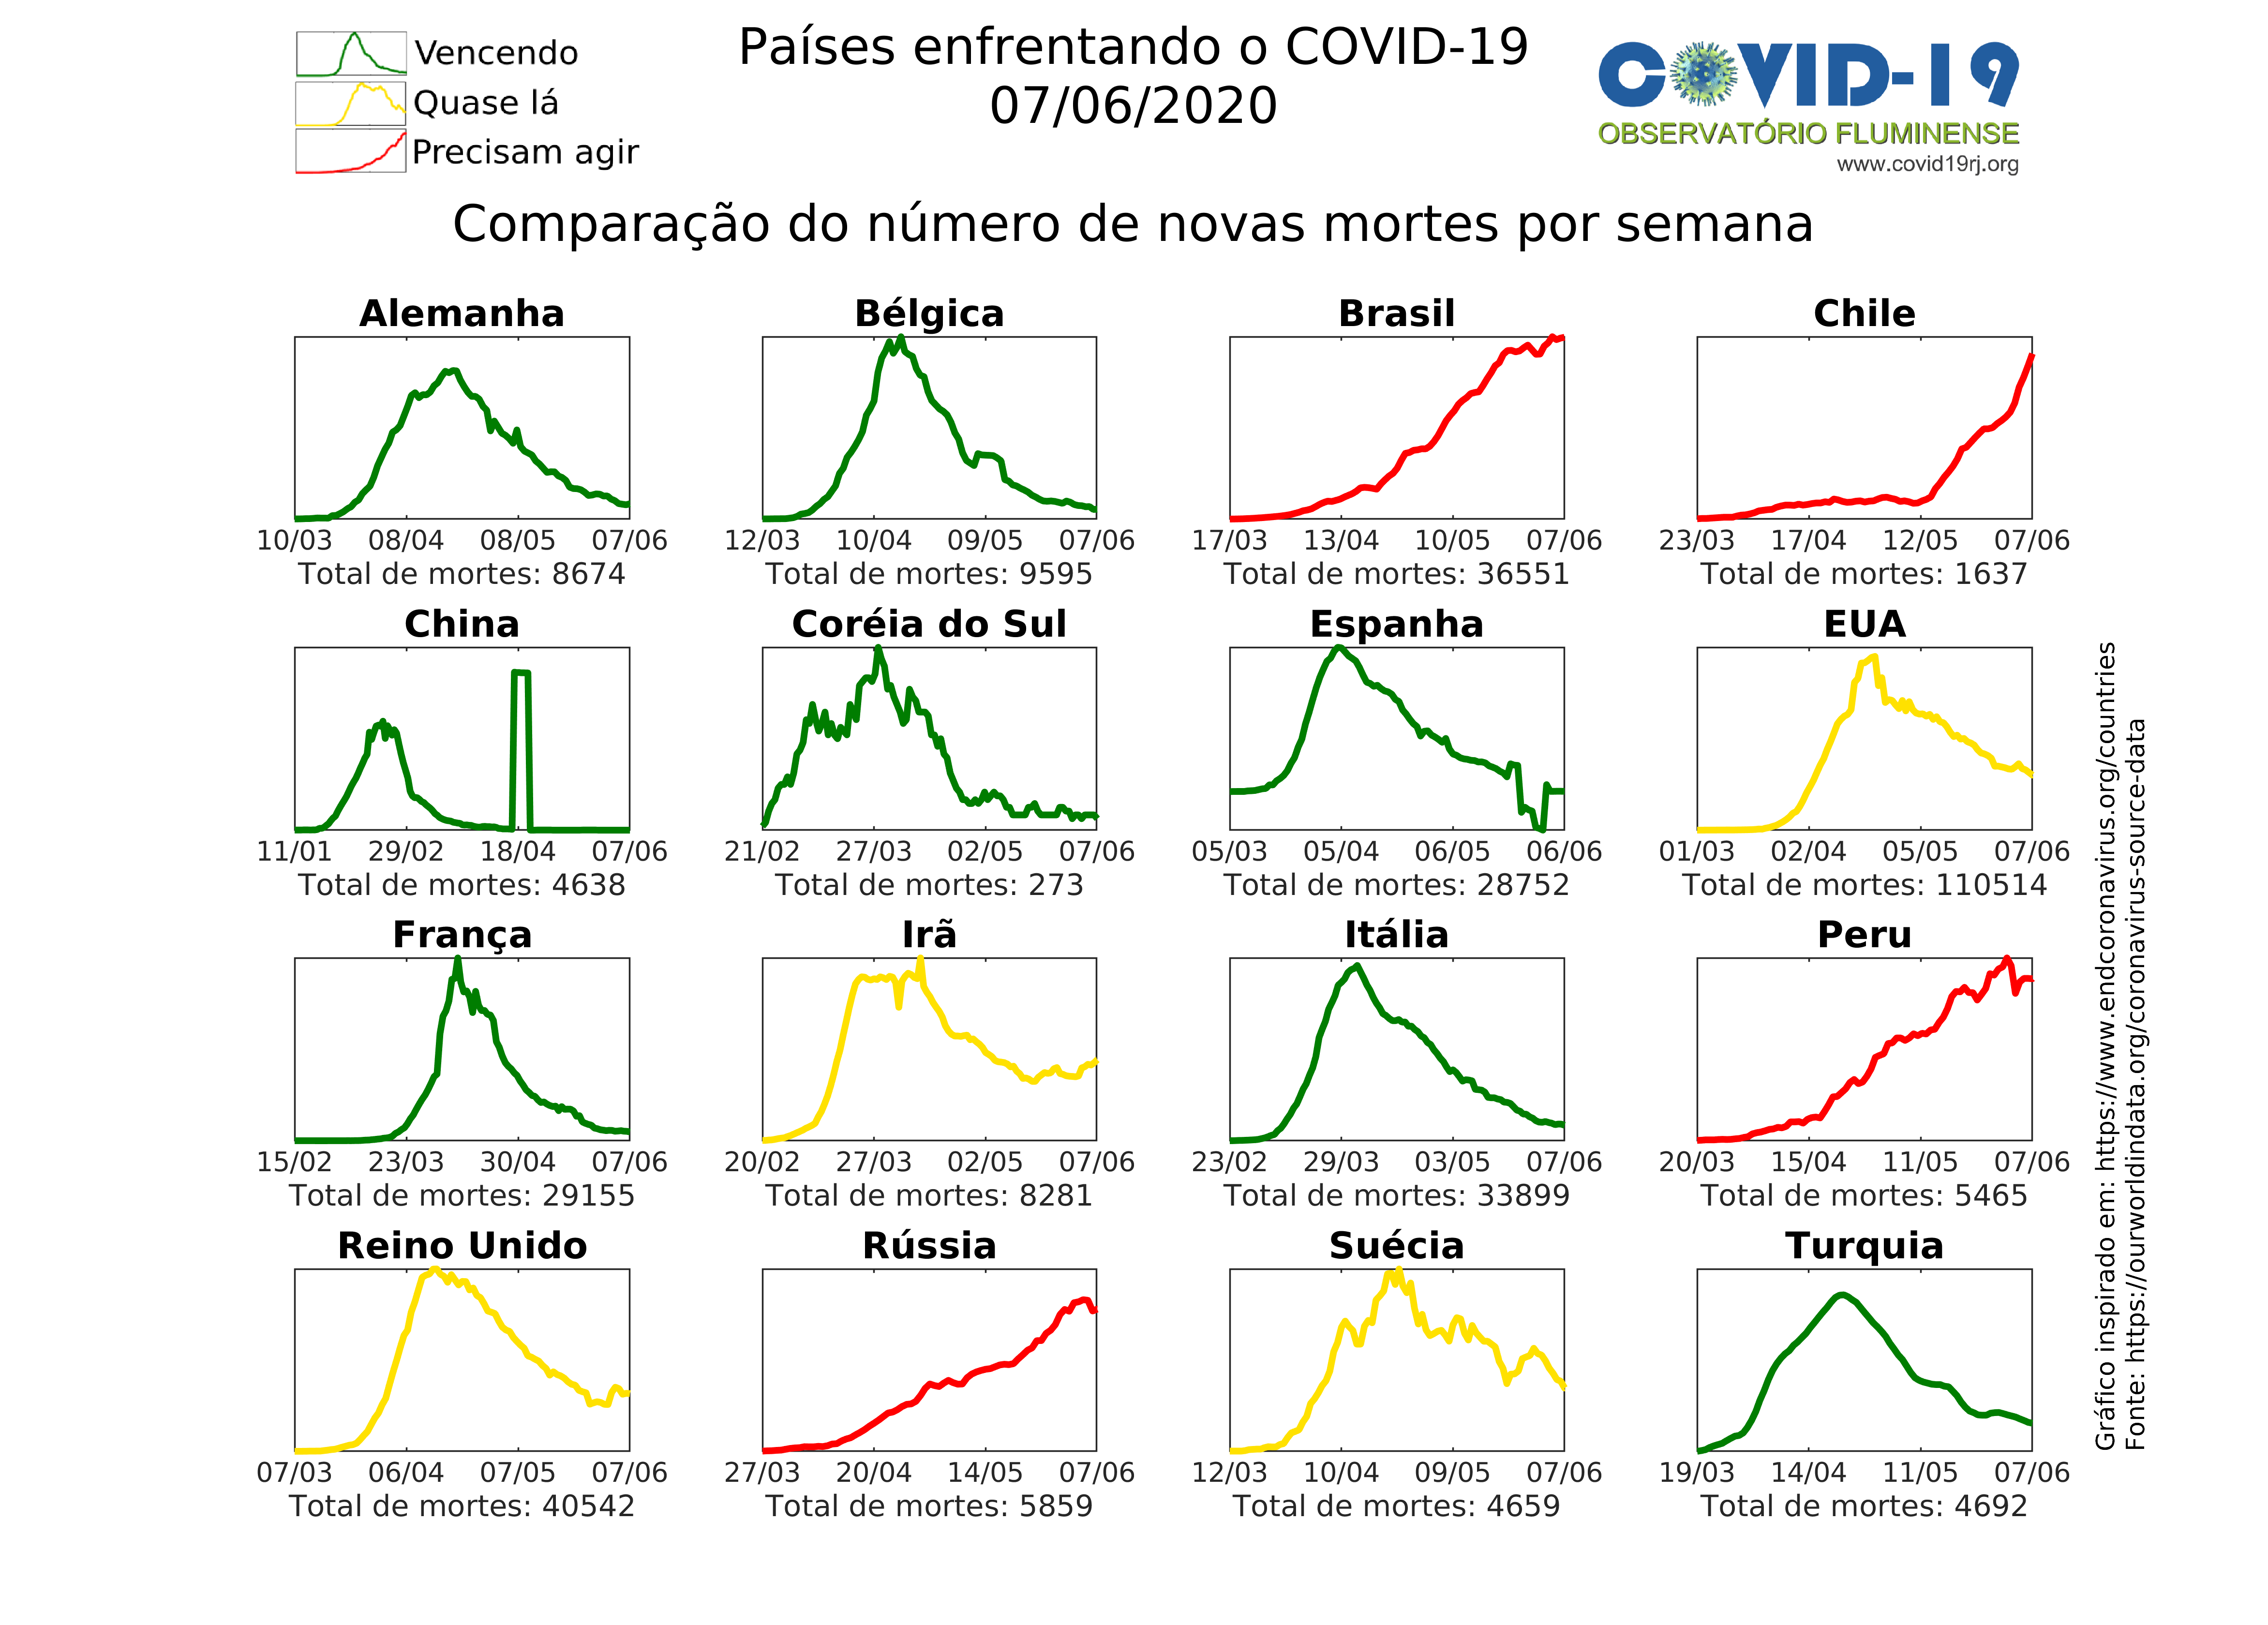 Vencendo
Quase lá
Precisam agir
Países enfrentando o COVID-19
07/06/2020
COVID-19
OBSERVATÓRIO FLUMINENSE
www.covid19rj.org
Comparação do número de novas mortes por semana
Alemanha
10/03 08/04 08/05 07/06
Total de mortes: 8674
Bélgica
12/03 10/04 09/05 07/06
Total de mortes: 9595
Brasil
17/03 13/04 10/05 07/06
Total de mortes: 36551
Chile
23/03 17/04 12/05 07/06
Total de mortes: 1637
China
11/01 29/02 18/04 07/06
Total de mortes: 4638
Coréia do Sul
21/02 27/03 02/05 07/06
Total de mortes: 273
Espanha
05/03 05/04 06/05 06/06
Total de mortes: 28752
EUA
01/03 02/04 05/05 07/06
Total de mortes: 110514
França
15/02 23/03 30/04 07/06
Total de mortes: 29155
Irã
20/02 27/03 02/05 07/06
Total de mortes: 8281
Itália
23/02 29/03 03/05 07/06
Total de mortes: 33899
Peru
20/03 15/04 11/05 07/06
Total de mortes: 5465
Reino Unido
07/03 06/04 07/05 07/06
Total de mortes: 40542
Rússia
27/03 20/04 14/05 07/06
Total de mortes: 5859
Suécia
12/03 10/04 09/05 07/06
Total de mortes: 4659
Turquia
19/03 14/04 11/05 07/06
Total de mortes: 4692
Gráfico inspirado em: https://www.endcoronavirus.org/countries
Fonte: https://ourworldindata.org/coronavirus-source-data